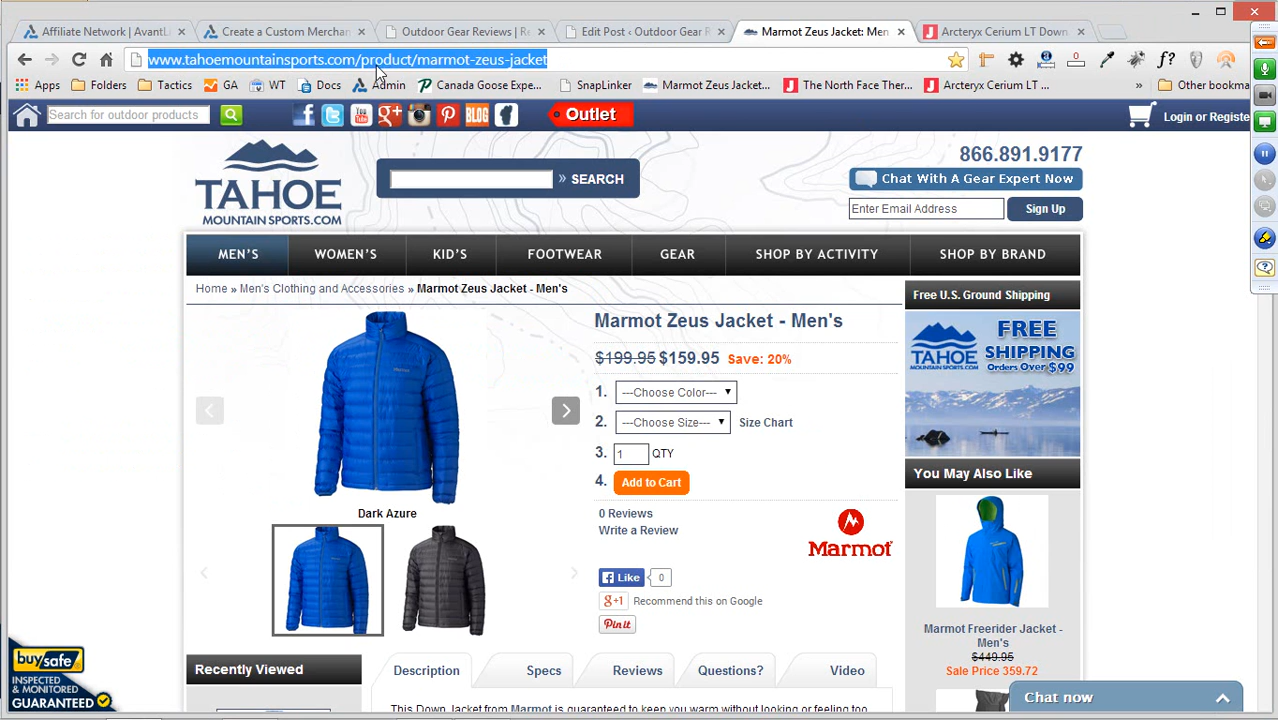 Affiliate Network | AvantL
Create a Custom Merchan
Outdoor Gear Reviews | Re
Edit Post ‹ Outdoor Gear R
Marmot Zeus Jacket: Men
Arcteryx Cerium LT Down
www.tahoemountainsports.com/product/marmot-zeus-jacket
Apps Folders Tactics GA WT Docs Admin Canada Goose Expe... SnapLinker Marmot Zeus Jacket... The North Face Ther... Arcteryx Cerium LT ... » Other bookma
Search for outdoor products
You Tube
BLOG
Outlet
Login or Registe
TAHOE
MOUNTAIN SPORTS.COM
» SEARCH
866.891.9177
Chat With A Gear Expert Now
Enter Email Address Sign Up
MEN'S WOMEN'S KID'S FOOTWEAR GEAR SHOP BY ACTIVITY SHOP BY BRAND
Home » Men's Clothing and Accessories » Marmot Zeus Jacket - Men's
Marmot Zeus Jacket - Men's
$199.95 $159.95 Save: 20%
1. ---Choose Color---
2. ---Choose Size--- Size Chart
3. 1 QTY
4. Add to Cart
Dark Azure
0 Reviews
Write a Review
Marmot
Like 0
g+1 Recommend this on Google
Pin it
Free U.S. Ground Shipping
TAHOE
MOUNTAIN SPORTS.COM
FREE
SHIPPING
Orders Over $99
You May Also Like
Marmot Freerider Jacket -
Men's
$449.95
Sale Price 359.72
Recently Viewed
Description Specs Reviews Questions? Video
This Down Jacket from Marmot is guaranteed to keep you warm without looking or feeling too
buySafe
INSPECTED
& MONITORED
GUARANTEED
Chat now